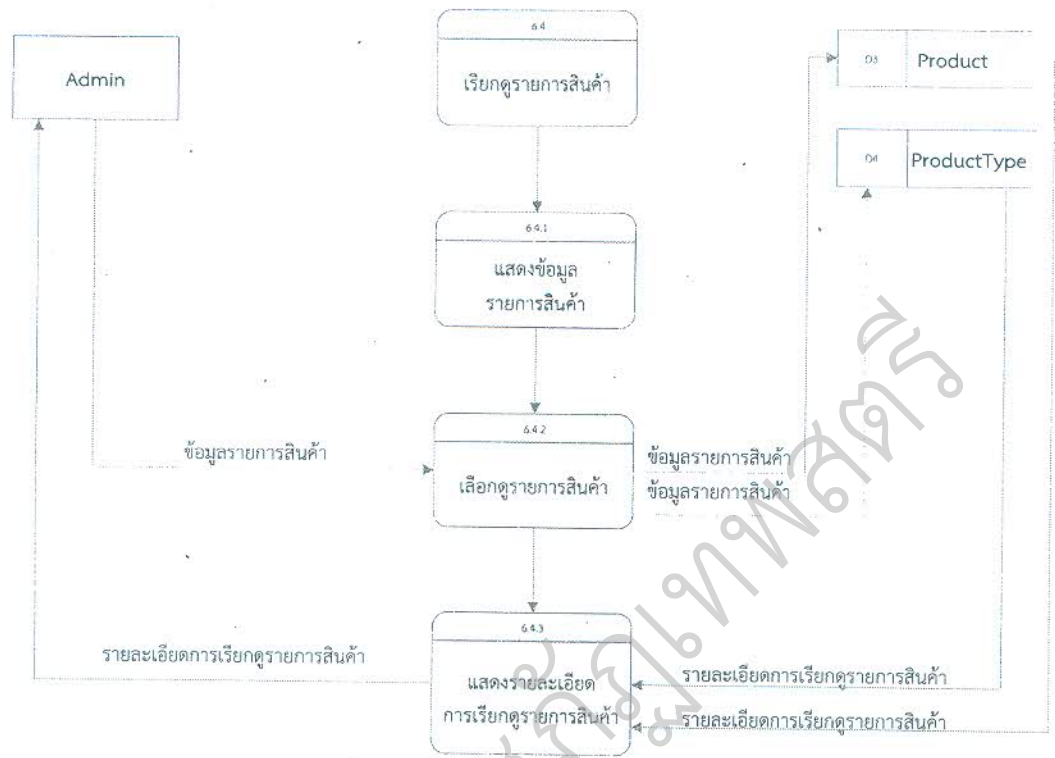 6.4
เรียกดูรายการสินค้า
Admin
D3 Product
D4 ProductType
6.4.1
แสดงข้อมูล
รายการสินค้า
6.4.2
เลือกดูรายการสินค้า
ข้อมูลรายการสินค้า
ข้อมูลรายการสินค้า
ข้อมูลรายการสินค้า
6.4.3
แสดงรายละเอียด
การเรียกดูรายการสินค้า
รายละเอียดการเรียกดูรายการสินค้า
รายละเอียดการเรียกดูรายการสินค้า
รายละเอียดการเรียกดูรายการสินค้า